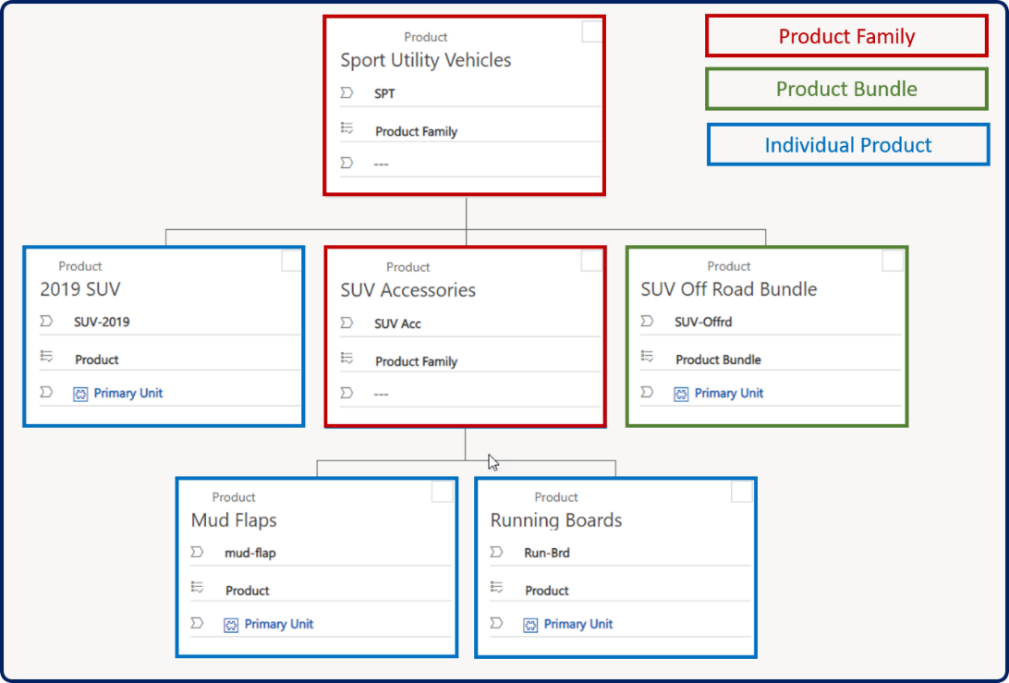 Product
Sport Utility Vehicles
SPT
Product Family
---
Product Family
Product Bundle
Individual Product
Product
2019 SUV
SUV-2019
Product
Primary Unit
Product
SUV Accessories
SUV Acc
Product Family
---
Product
SUV Off Road Bundle
SUV-Offrd
Product Bundle
Primary Unit
Product
Mud Flaps
mud-flap
Product
Primary Unit
Product
Running Boards
Run-Brd
Product
Primary Unit